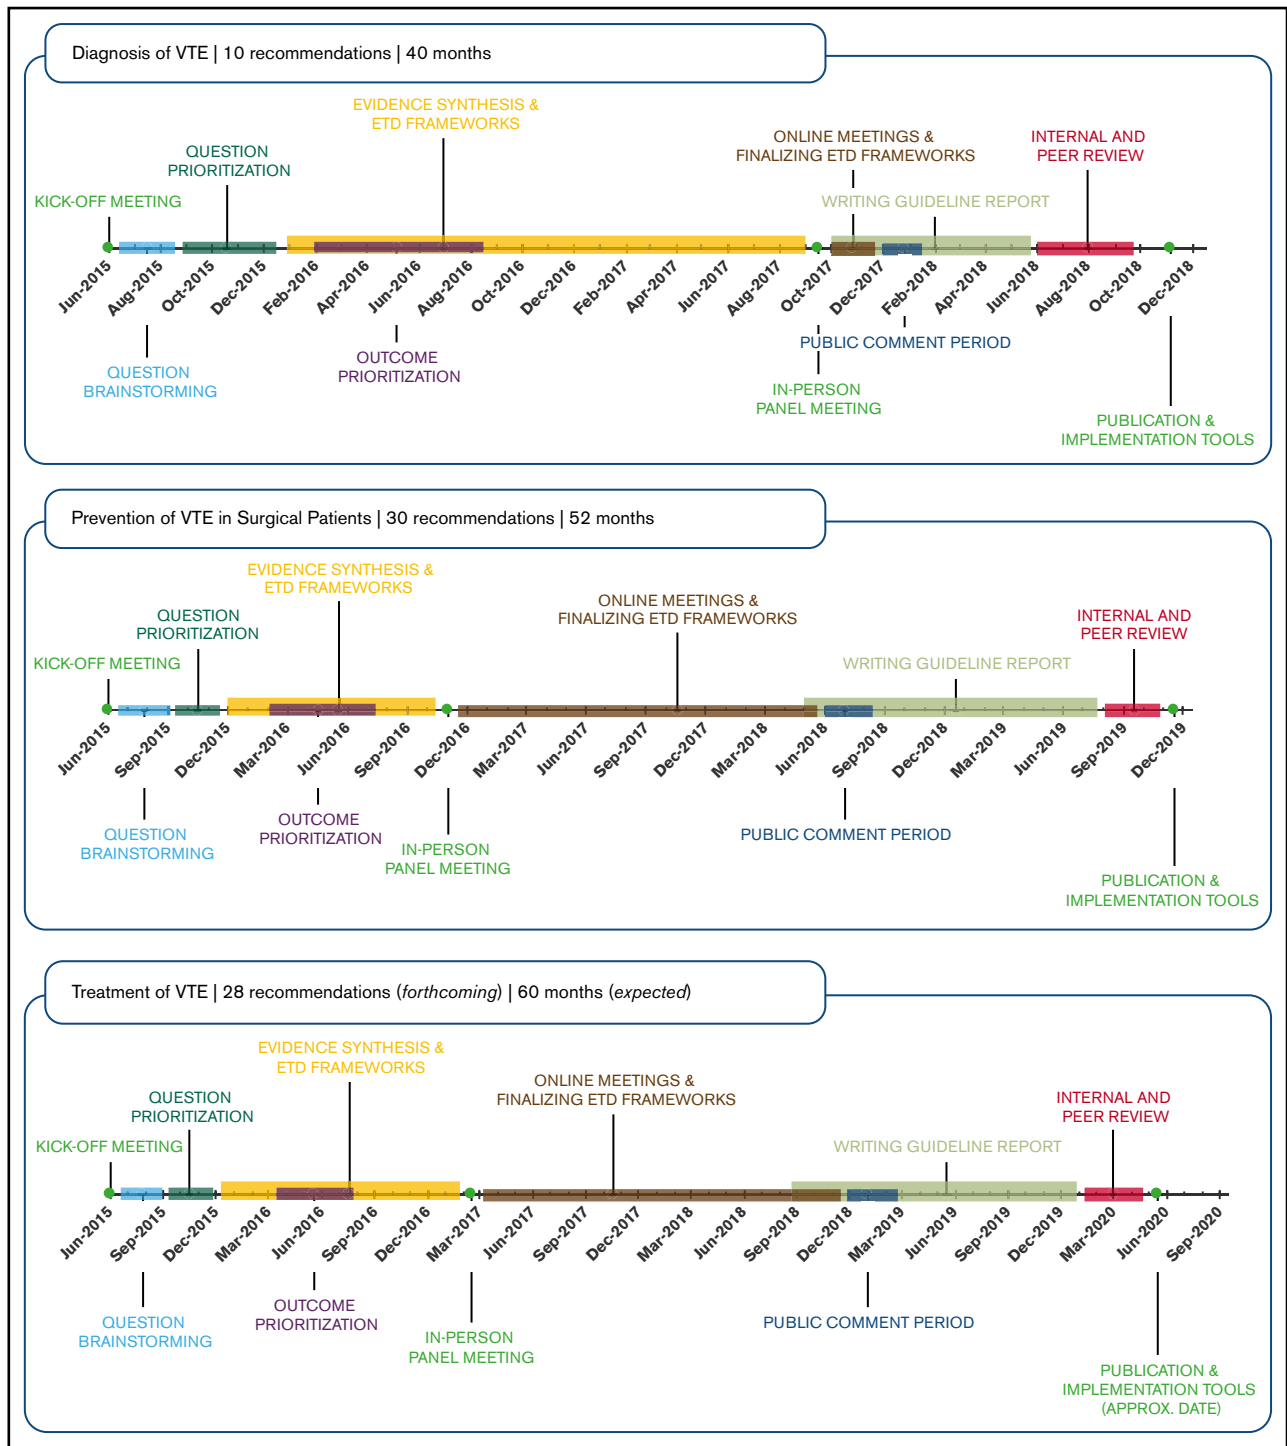 Diagnosis of VTE | 10 recommendations | 40 months
EVIDENCE SYNTHESIS &
ETD FRAMEWORKS
QUESTION
PRIORITIZATION
ONLINE MEETINGS &
FINALIZING ETD FRAMEWORKS
INTERNAL AND
PEER REVIEW
KICK-OFF MEETING
WRITING GUIDELINE REPORT
Jun-2015
Aug-2015
Oct-2015
Dec-2015
Feb-2016
Apr-2016
Jun-2016
Aug-2016
Oct-2016
Dec-2016
Feb-2017
Apr-2017
Jun-2017
Aug-2017
Oct-2017
Dec-2017
Feb-2018
Apr-2018
Jun-2018
Aug-2018
Oct-2018
Dec-2018
QUESTION
BRAINSTORMING
OUTCOME
PRIORITIZATION
PUBLIC COMMENT PERIOD
IN-PERSON
PANEL MEETING
PUBLICATION &
IMPLEMENTATION TOOLS
Prevention of VTE in Surgical Patients | 30 recommendations | 52 months
EVIDENCE SYNTHESIS &
ETD FRAMEWORKS
QUESTION
PRIORITIZATION
ONLINE MEETINGS &
FINALIZING ETD FRAMEWORKS
INTERNAL AND
PEER REVIEW
KICK-OFF MEETING
WRITING GUIDELINE REPORT
Jun-2015
Sep-2015
Dec-2015
Mar-2016
Jun-2016
Sep-2016
Dec-2016
Mar-2017
Jun-2017
Sep-2017
Dec-2017
Mar-2018
Jun-2018
Sep-2018
Dec-2018
Mar-2019
Jun-2019
Sep-2019
Dec-2019
QUESTION
BRAINSTORMING
OUTCOME
PRIORITIZATION
IN-PERSON
PANEL MEETING
PUBLIC COMMENT PERIOD
PUBLICATION &
IMPLEMENTATION TOOLS
Treatment of VTE | 28 recommendations (forthcoming) | 60 months (expected)
EVIDENCE SYNTHESIS &
ETD FRAMEWORKS
QUESTION
PRIORITIZATION
ONLINE MEETINGS &
FINALIZING ETD FRAMEWORKS
INTERNAL AND
PEER REVIEW
KICK-OFF MEETING
WRITING GUIDELINE REPORT
Jun-2015
Sep-2015
Dec-2015
Mar-2016
Jun-2016
Sep-2016
Dec-2016
Mar-2017
Jun-2017
Sep-2017
Dec-2017
Mar-2018
Jun-2018
Sep-2018
Dec-2018
Mar-2019
Jun-2019
Sep-2019
Dec-2019
Mar-2020
Jun-2020
Sep-2020
QUESTION
BRAINSTORMING
OUTCOME
PRIORITIZATION
IN-PERSON
PANEL MEETING
PUBLIC COMMENT PERIOD
PUBLICATION &
IMPLEMENTATION TOOLS
(APPROX. DATE)